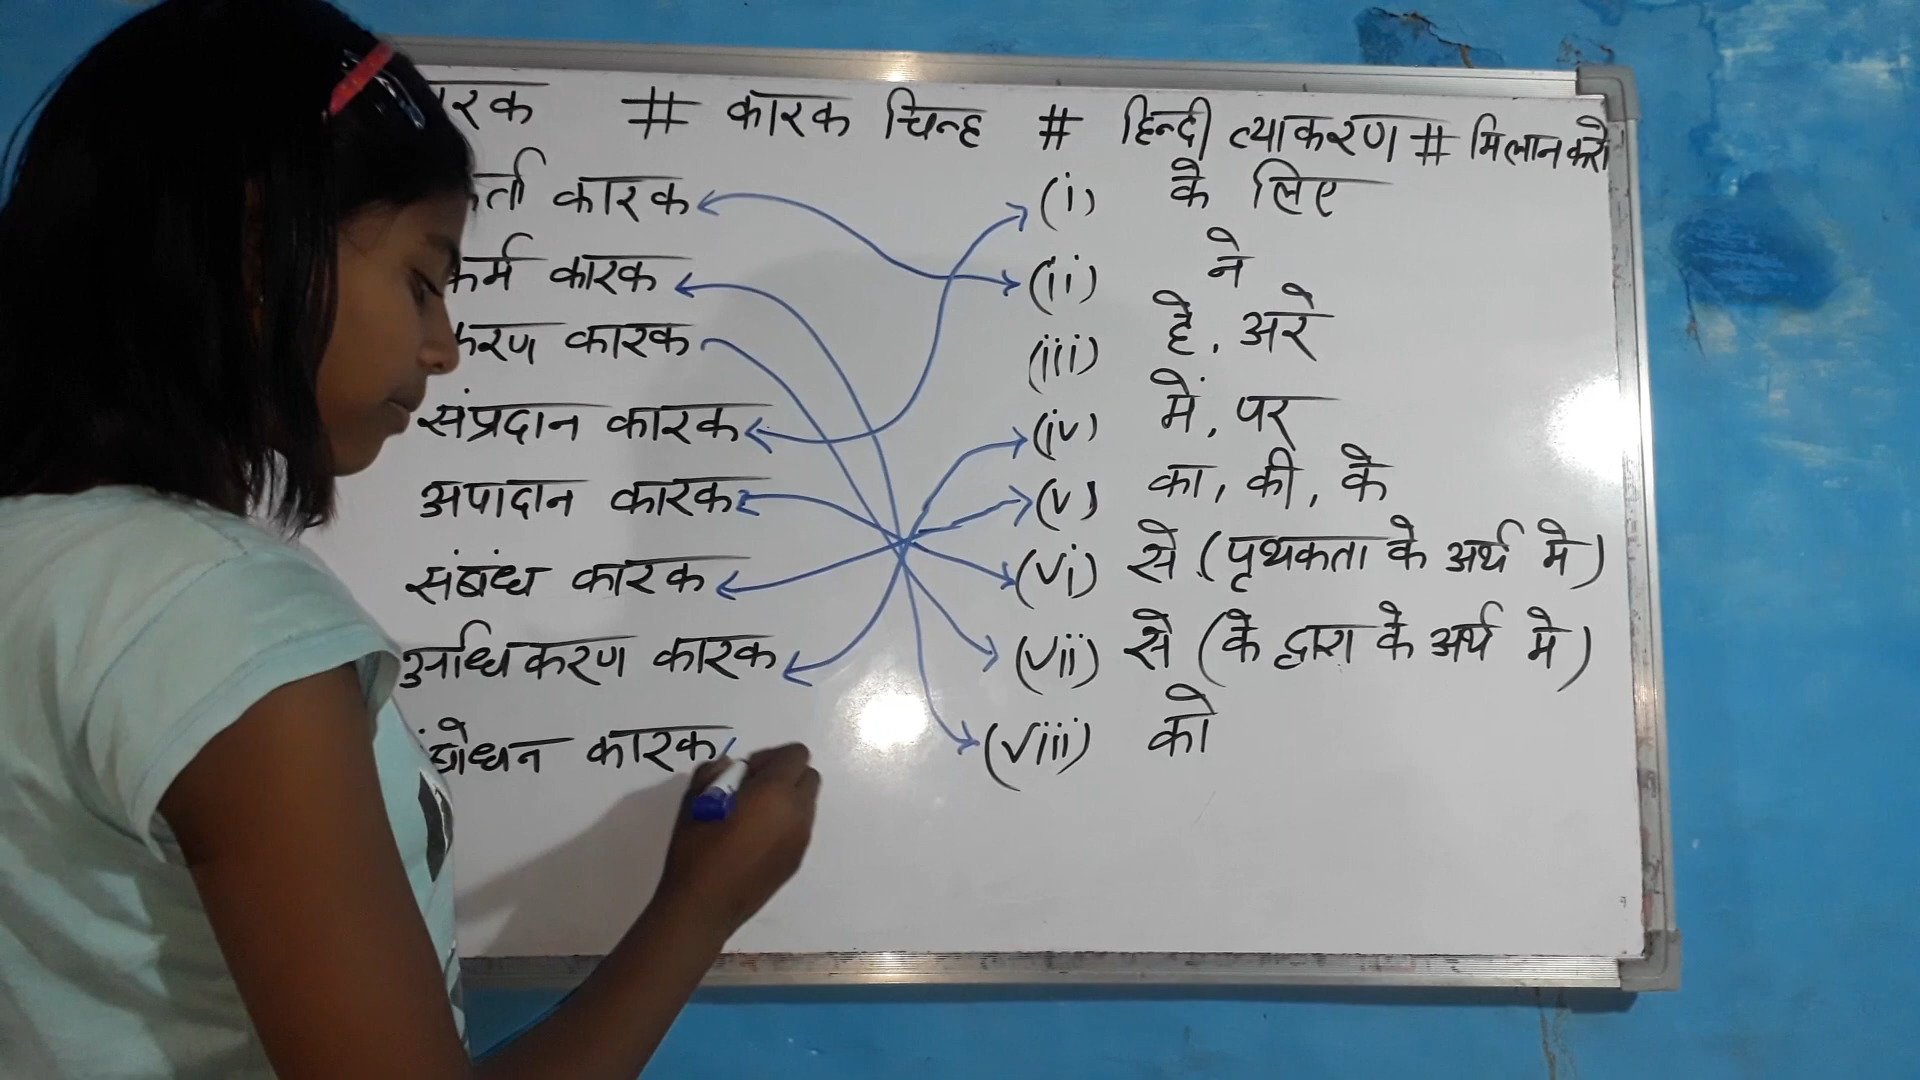 # कारक चिन्ह # हिन्दी व्याकरण # मिलान करो
कारक (i) के लिए
कर्म कारक (ii) ने
करण कारक (iii) हे, अरे
संप्रदान कारक (iv) में, पर
अपादान कारक (v) का, की, के
संबंध कारक (vi) से (पृथकता के अर्थ मे)
अधिकरण कारक (vii) से (के द्वारा के अर्थ मे)
कारक (viii) को